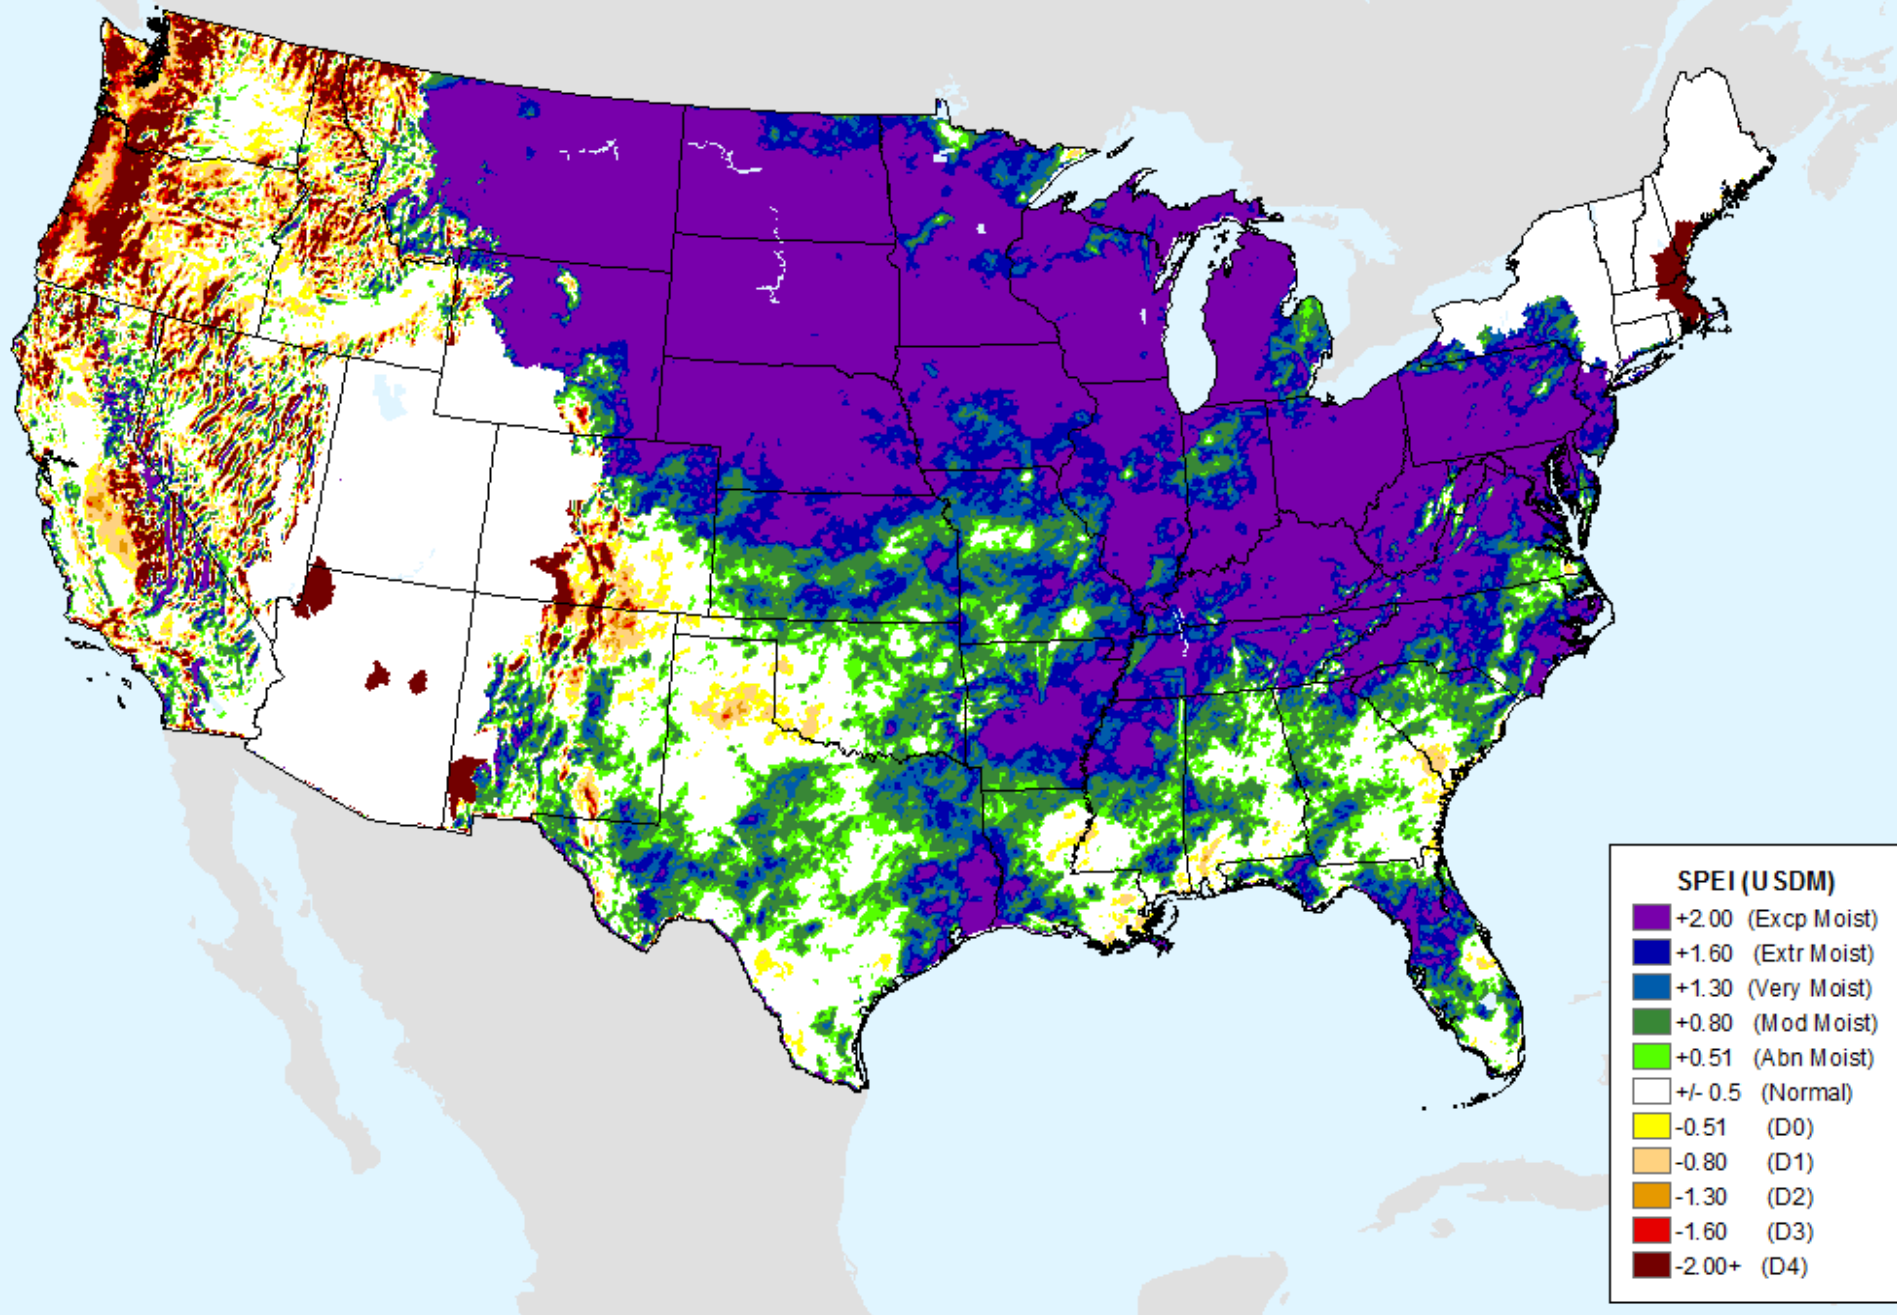 SPEI (USDM)
+2.00 (Excp Moist)
+1.60 (Extr Moist)
+1.30 (Very Moist)
+0.80 (Mod Moist)
+0.51 (Abn Moist)
+/- 0.5 (Normal)
-0.51 (D0)
-0.80 (D1)
-1.30 (D2)
-1.60 (D3)
-2.00+ (D4)